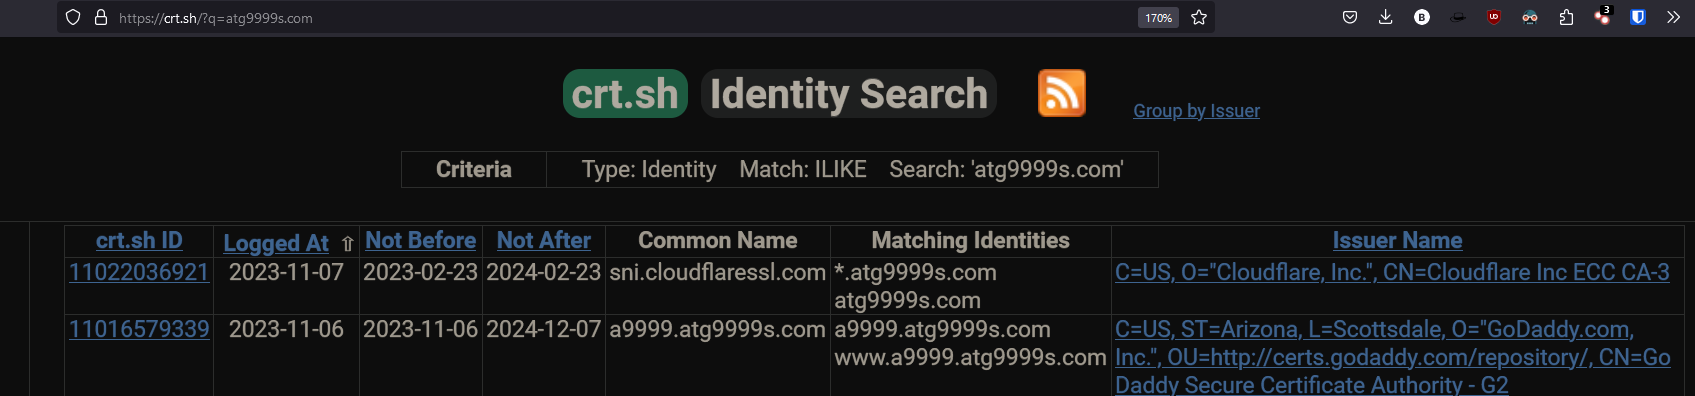 https://crt.sh/?q=atg9999s.com 170% B UD 3
crt.sh Identity Search Group by Issuer
Criteria Type: Identity Match: ILIKE Search: 'atg9999s.com'
crt.sh ID Logged At ⇧ Not Before Not After Common Name Matching Identities Issuer Name
11022036921 2023-11-07 2023-02-23 2024-02-23 sni.cloudflaressl.com *.atg9999s.com C=US, O="Cloudflare, Inc.", CN=Cloudflare Inc ECC CA-3
atg9999s.com
11016579339 2023-11-06 2023-11-06 2024-12-07 a9999.atg9999s.com a9999.atg9999s.com C=US, ST=Arizona, L=Scottsdale, O="GoDaddy.com,
www.a9999.atg9999s.com Inc.", OU=http://certs.godaddy.com/repository/, CN=Go
Daddy Secure Certificate Authority - G2